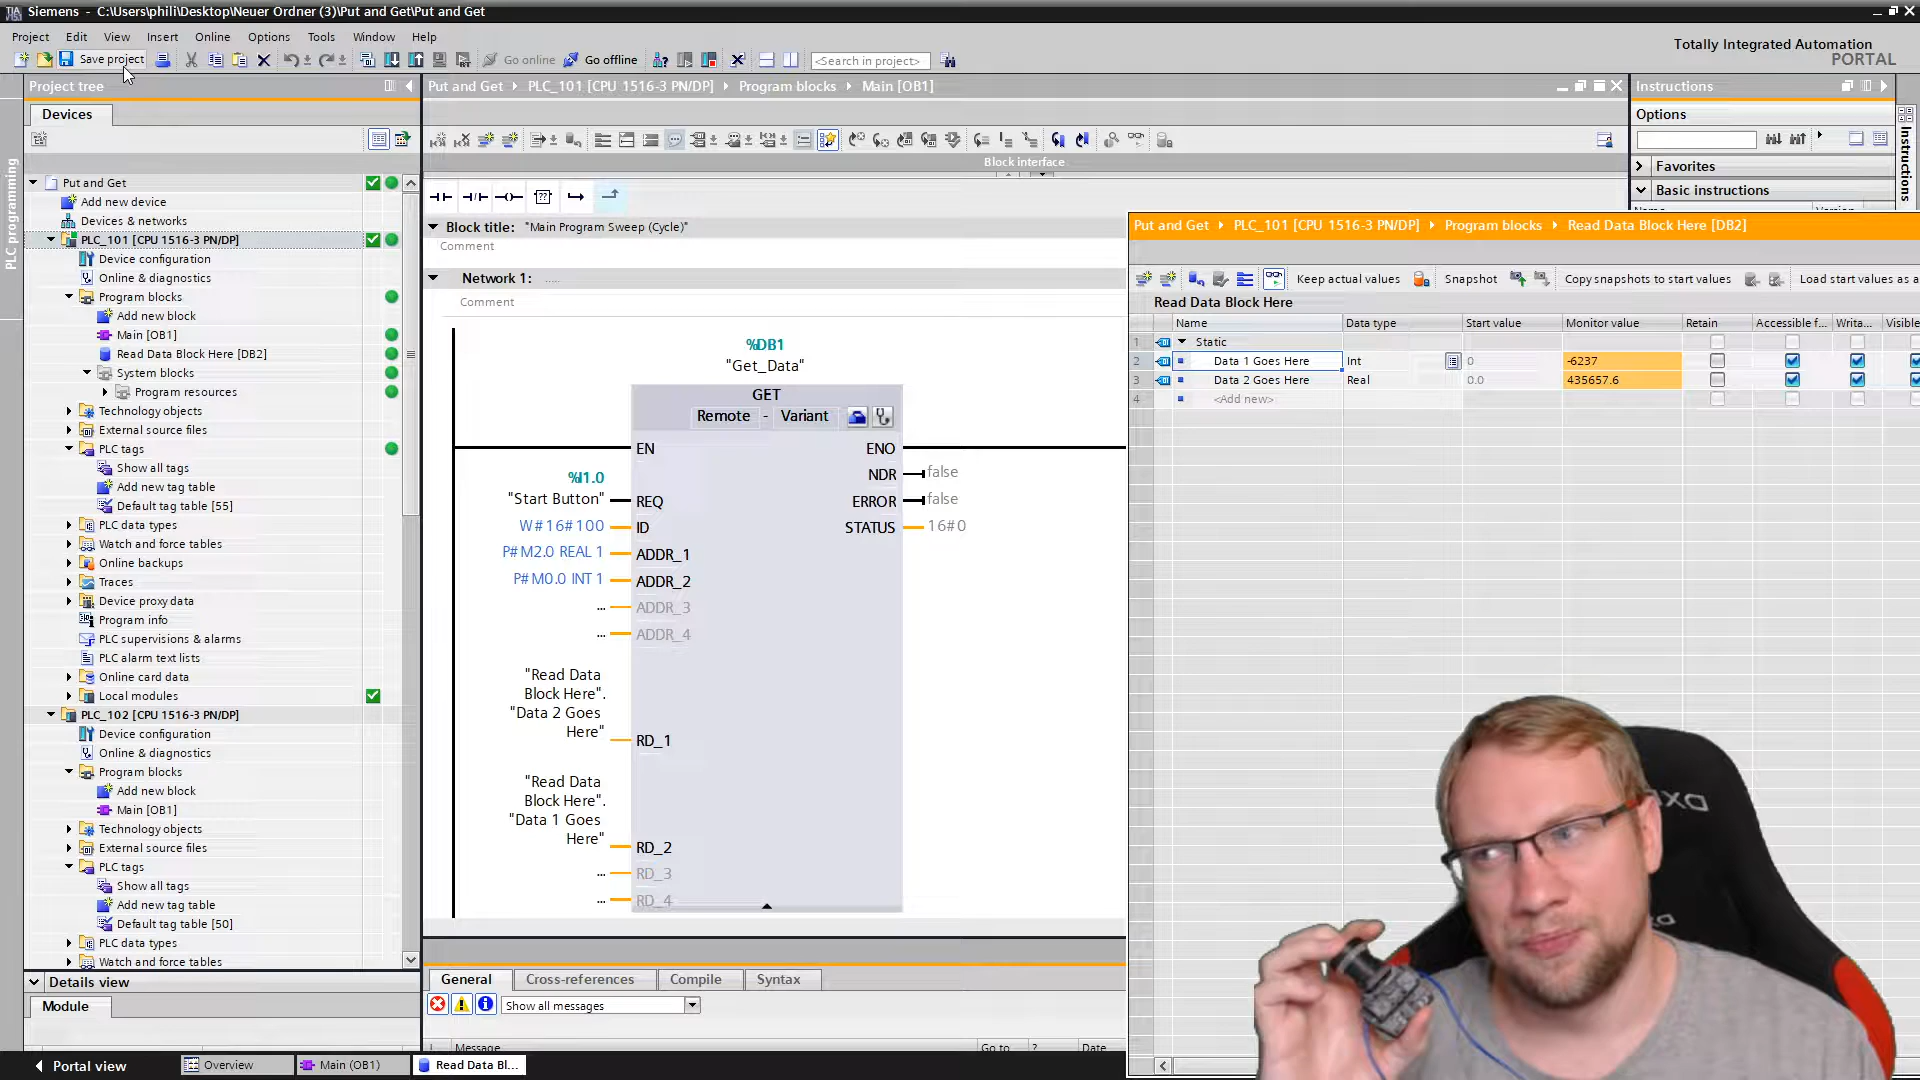 Siemens - C:\Users\phili\Desktop\Neuer Ordner (3)\Put and Get\Put and Get
Project Edit View Insert Online Options Tools Window Help
Totally Integrated Automation
PORTAL
Save project
Go online
Go offline
<Search in project>
Project tree
Put and Get PLC_101 [CPU 1516-3 PN/DP] Program blocks Main [OB1]
Instructions
Options
Devices
PLC programming
Block interface
Favorites
Basic instructions
Instructions
Put and Get
Add new device
Devices & networks
PLC_101 [CPU 1516-3 PN/DP]
Device configuration
Online & diagnostics
Program blocks
Add new block
Main [OB1]
Read Data Block Here [DB2]
System blocks
Program resources
Technology objects
External source files
PLC tags
Show all tags
Add new tag table
Default tag table [55]
PLC data types
Watch and force tables
Online backups
Traces
Device proxy data
Program info
PLC supervisions & alarms
PLC alarm text lists
Online card data
Local modules
PLC_102 [CPU 1516-3 PN/DP]
Device configuration
Online & diagnostics
Program blocks
Add new block
Main [OB1]
Technology objects
External source files
PLC tags
Show all tags
Add new tag table
Default tag table [50]
PLC data types
Watch and force tables
Details view
Module
Portal view
Overview
Main (OB1)
Read Data Bl...
Block title: "Main Program Sweep (Cycle)"
Comment
Network 1: .....
Comment
%DB1
"Get_Data"
GET
Remote - Variant
EN ENO
NDR false
%I1.0
"Start Button" REQ ERROR false
W#16#100 ID STATUS 16#0
P#M2.0 REAL 1 ADDR_1
P#M0.0 INT 1 ADDR_2
... ADDR_3
... ADDR_4
"Read Data
Block Here".
"Data 2 Goes
Here" RD_1
"Read Data
Block Here".
"Data 1 Goes
Here" RD_2
... RD_3
... RD_4
General Cross-references Compile Syntax
Show all messages
Message Go to ? Date
Put and Get PLC_101 [CPU 1516-3 PN/DP] Program blocks Read Data Block Here [DB2]
Keep actual values Snapshot Copy snapshots to start values Load start values as a
Read Data Block Here
Name Data type Start value Monitor value Retain Accessible f... Writa... Visible
1 Static
2 Data 1 Goes Here Int 0 -6237
3 Data 2 Goes Here Real 0.0 435657.6
4 <Add new>